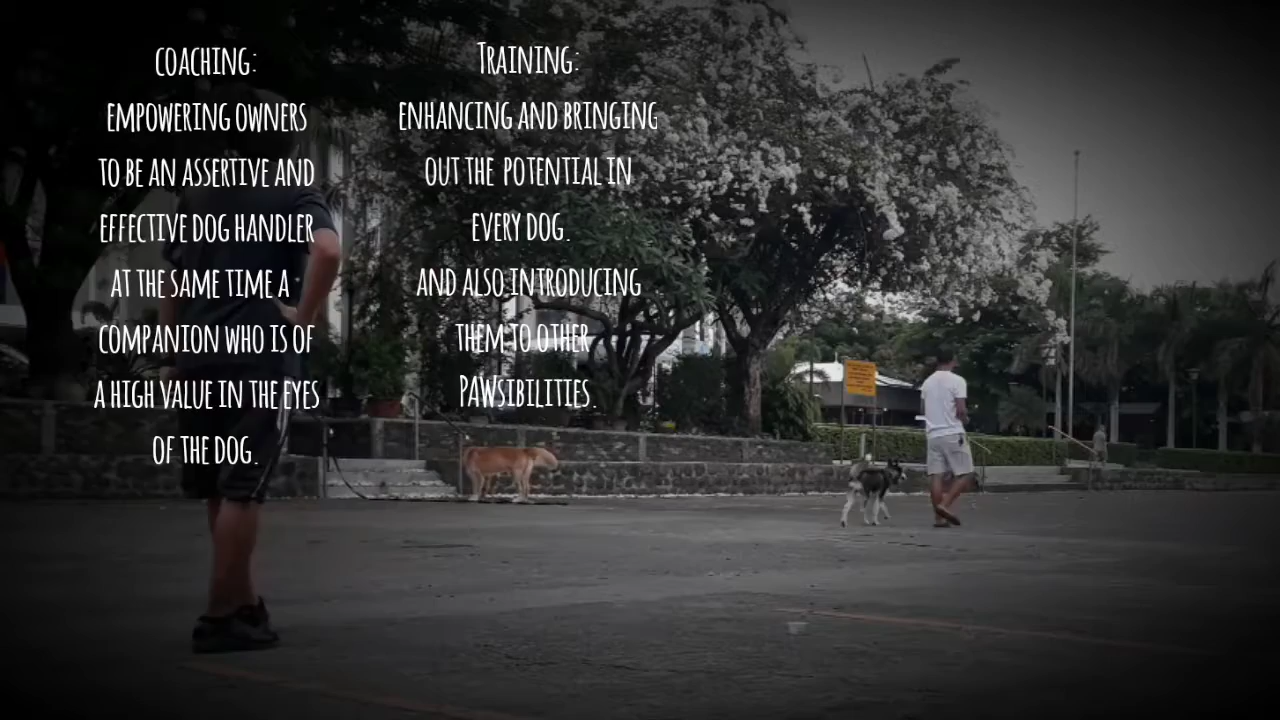 COACHING:
EMPOWERING OWNERS
TO BE AN ASSERTIVE AND
EFFECTIVE DOG HANDLER
AT THE SAME TIME A
COMPANION WHO IS OF
A HIGH VALUE IN THE EYES
OF THE DOG.
TRAINING:
ENHANCING AND BRINGING
OUT THE POTENTIAL IN
EVERY DOG.
AND ALSO INTRODUCING
THEM TO OTHER
PAWSIBILITIES.